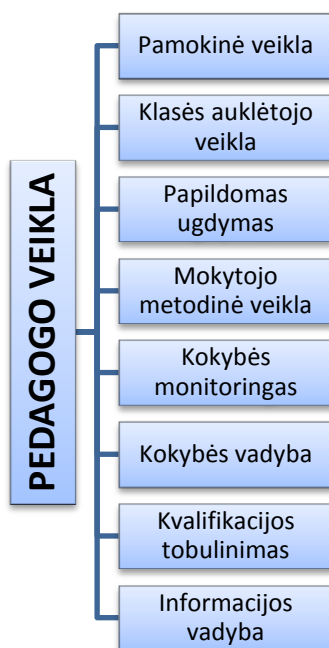 PEDAGOGO VEIKLA
Pamokinė veikla
Klasės auklėtojo
veikla
Papildomas
ugdymas
Mokytojo
metodinė veikla
Kokybės
monitoringas
Kokybės vadyba
Kvalifikacijos
tobulinimas
Informacijos
vadyba